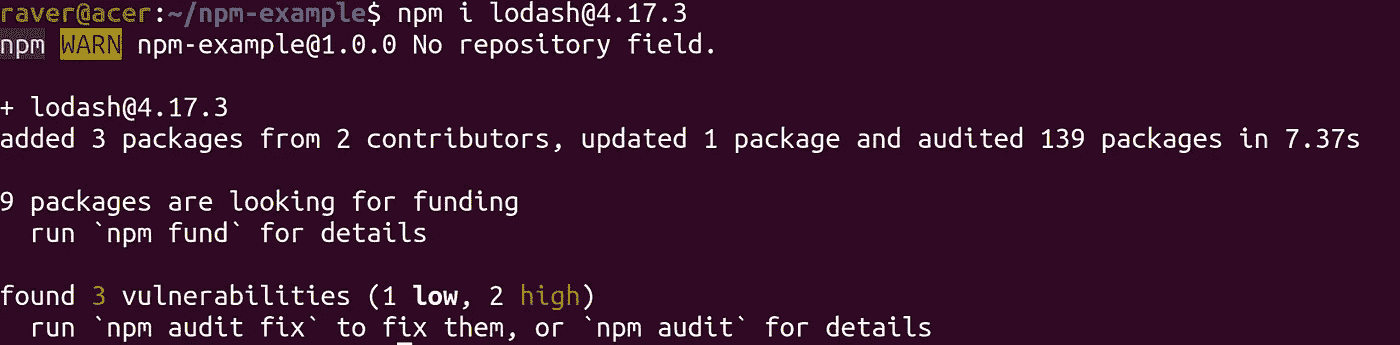 raver@acer:~/npm-example$ npm i lodash@4.17.3
npm WARN npm-example@1.0.0 No repository field.
+ lodash@4.17.3
added 3 packages from 2 contributors, updated 1 package and audited 139 packages in 7.37s
9 packages are looking for funding
  run `npm fund` for details
found 3 vulnerabilities (1 low, 2 high)
  run `npm audit fix` to fix them, or `npm audit` for details